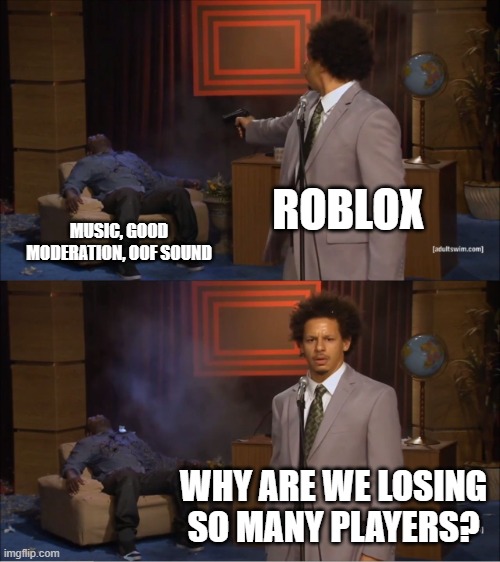 ROBLOX
MUSIC, GOOD
MODERATION, OOF SOUND
[adultswim.com]
WHY ARE WE LOSING
SO MANY PLAYERS?
imgflip.com